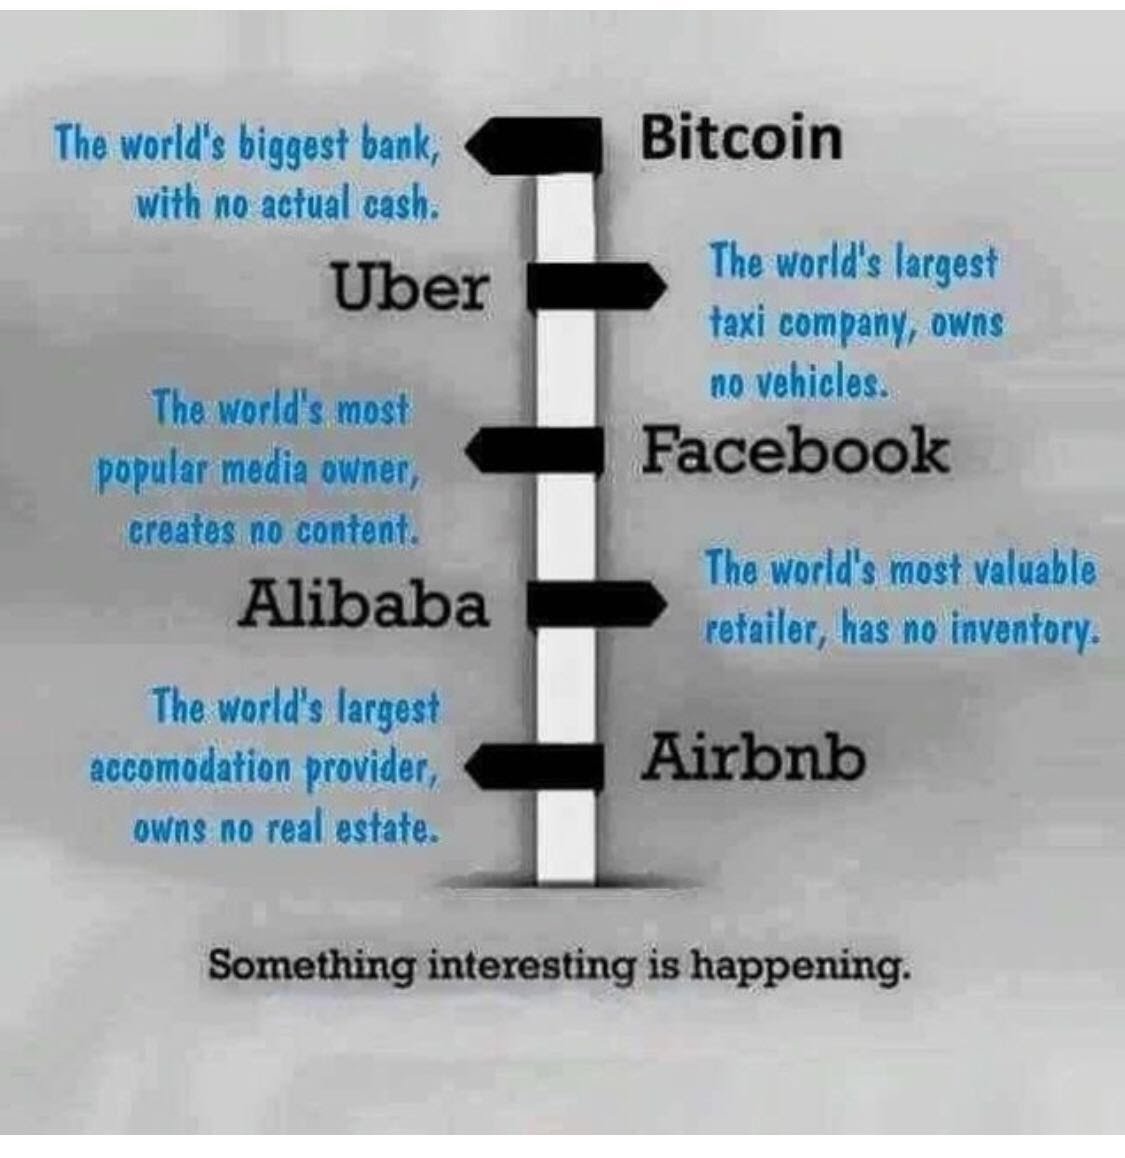 Bitcoin
The world's biggest bank,
with no actual cash.
Uber
The world's largest
taxi company, owns
no vehicles.
Facebook
The world's most
popular media owner,
creates no content.
Alibaba
The world's most valuable
retailer, has no inventory.
Airbnb
The world's largest
accomodation provider,
owns no real estate.
Something interesting is happening.